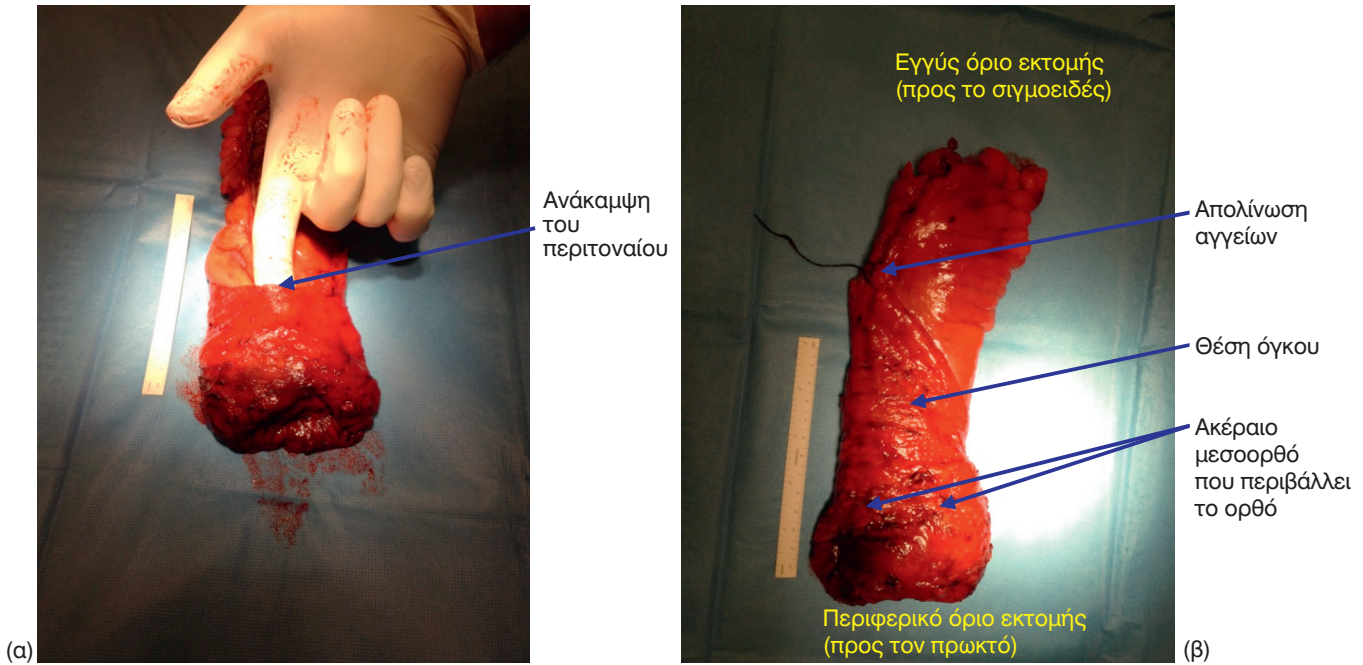 Ανάκαμψη
του
περιτοναίου
(α)
Εγγύς όριο εκτομής
(προς το σιγμοειδές)
Απολίνωση
αγγείων
Θέση όγκου
Ακέραιο
μεσοορθό
που περιβάλλει
το ορθό
Περιφερικό όριο εκτομής
(προς τον πρωκτό)
(β)